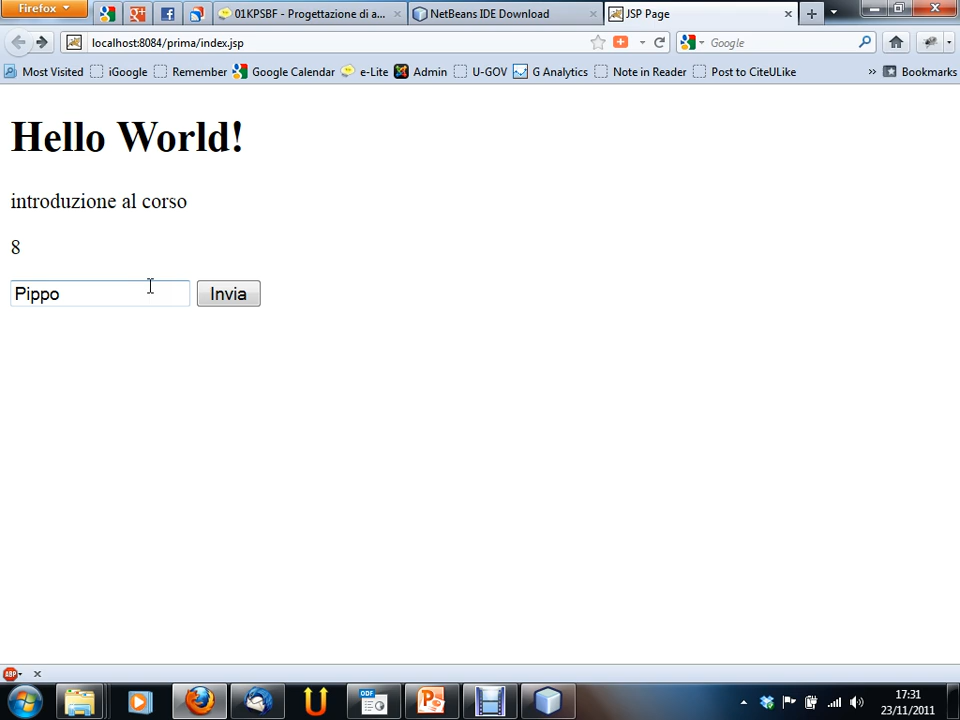 Firefox
01KPSBF - Progettazione di a...
NetBeans IDE Download
JSP Page
localhost:8084/prima/index.jsp
Google
Most Visited
iGoogle
Remember
Google Calendar
e-Lite
Admin
U-GOV
G Analytics
Note in Reader
Post to CiteULike
»
Bookmarks
Hello World!
introduzione al corso
8
Pippo
Invia
ABP
ODF
17:31
23/11/2011